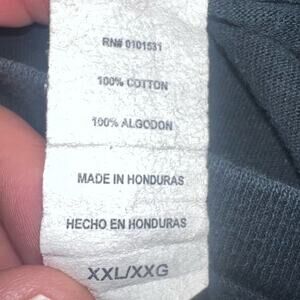 RN# 0101531
100% COTTON
100% ALGODON
MADE IN HONDURAS
HECHO EN HONDURAS
XXL/XXG